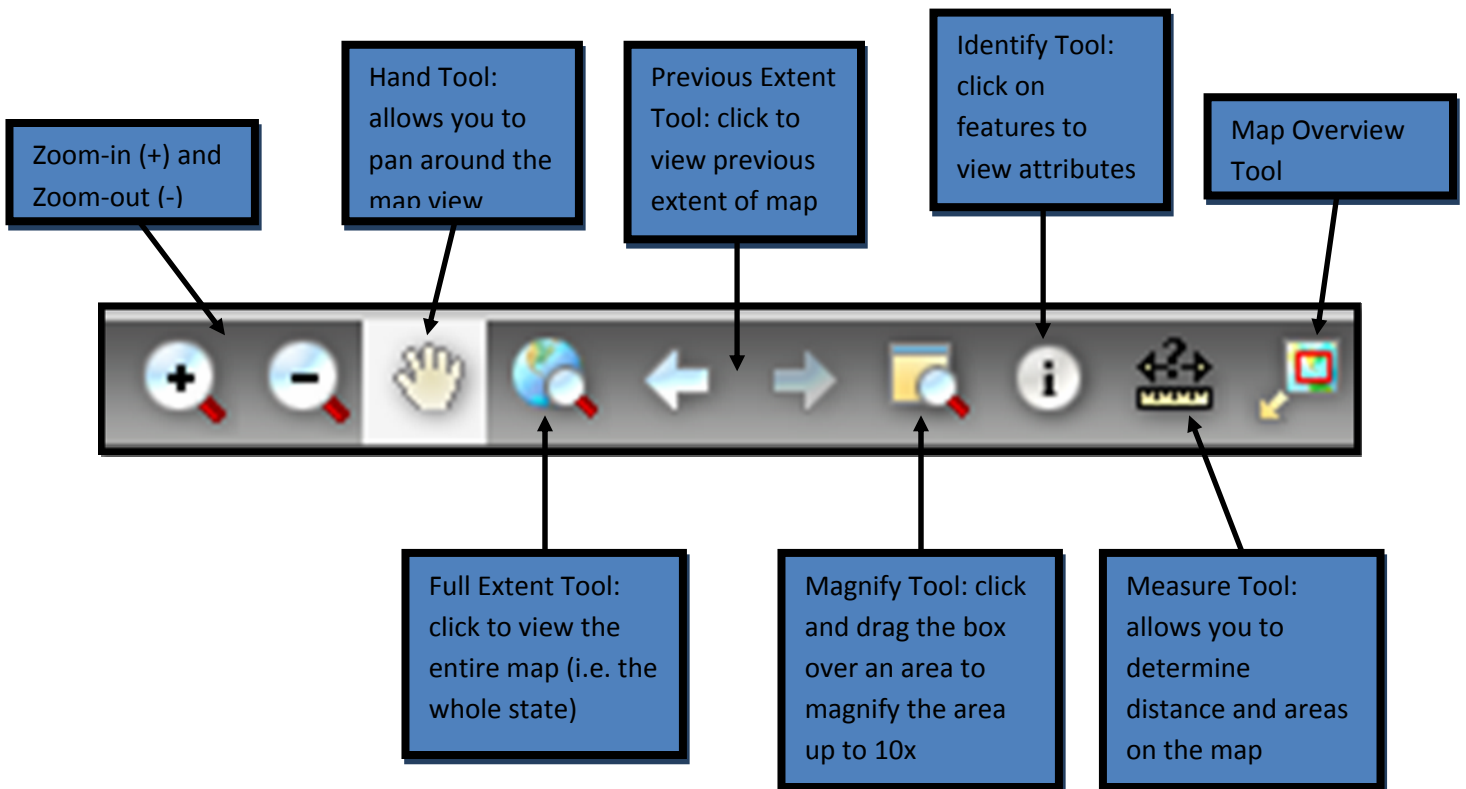 Zoom-in (+) and
Zoom-out (-)
Hand Tool:
allows you to
pan around the
map view
Previous Extent
Tool: click to
view previous
extent of map
Identify Tool:
click on
features to
view attributes
Map Overview
Tool
+
-
i
?
Full Extent Tool:
click to view the
entire map (i.e. the
whole state)
Magnify Tool: click
and drag the box
over an area to
magnify the area
up to 10x
Measure Tool:
allows you to
determine
distance and areas
on the map